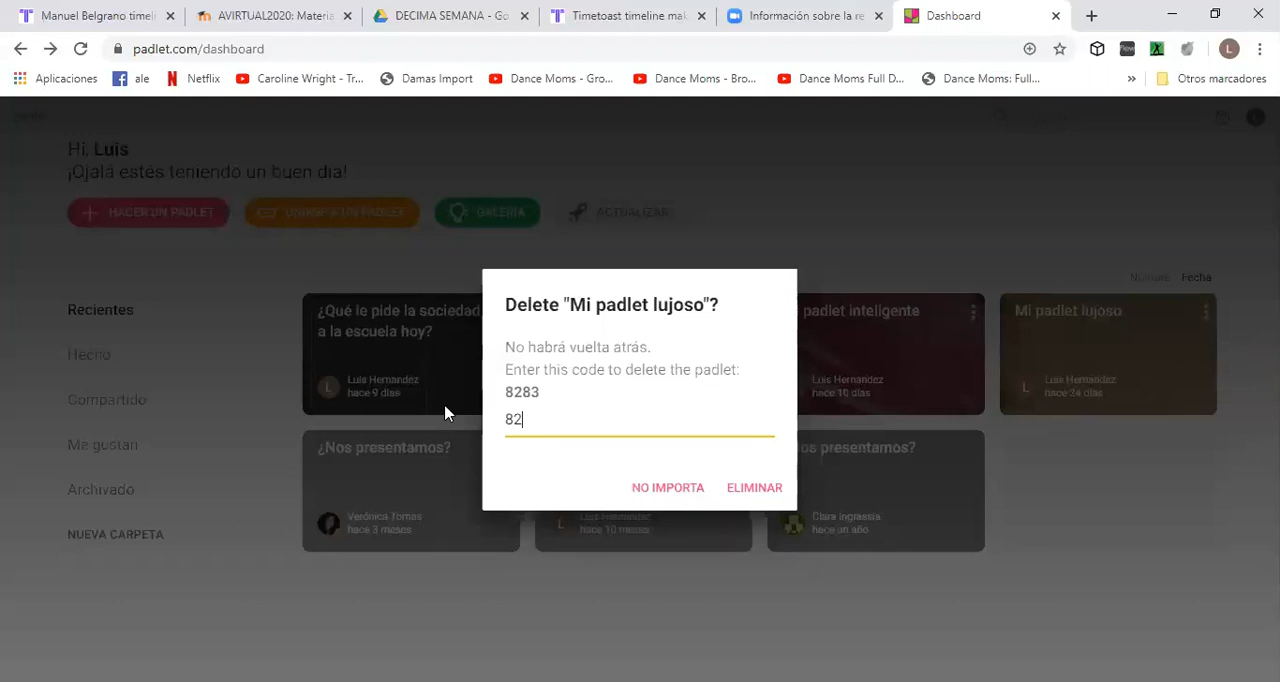 Manuel Belgrano timeli
AVIRTUAL2020: Materia
DECIMA SEMANA - Go
Timetoast timeline mak
Información sobre la re
Dashboard
padlet.com/dashboard
Aplicaciones
ale
Netflix
Caroline Wright - Tr...
Damas Import
Dance Moms - Gro...
Dance Moms - Bro...
Dance Moms Full D...
Dance Moms: Full...
»
Otros marcadores
Hi, Luis
¡Ojalá estés teniendo un buen día!
HACER UN PADLET
UNIRSE A UN PADLET
GALERÍA
ACTUALIZAR
Nombre
Fecha
Recientes
Hecho
Compartido
Me gustan
Archivado
NUEVA CARPETA
¿Qué le pide la sociedad
a la escuela hoy?
Luis Hernandez
hace 9 días
padlet inteligente
Luis Hernandez
hace 10 días
Mi padlet lujoso
Luis Hernandez
hace 24 días
¿Nos presentamos?
Verónica Tomas
hace 3 meses
Luis Hernandez
hace 10 meses
os presentamos?
Clara Ingrassia
hace un año
Delete "Mi padlet lujoso"?
No habrá vuelta atrás.
Enter this code to delete the padlet:
8283
82
NO IMPORTA
ELIMINAR